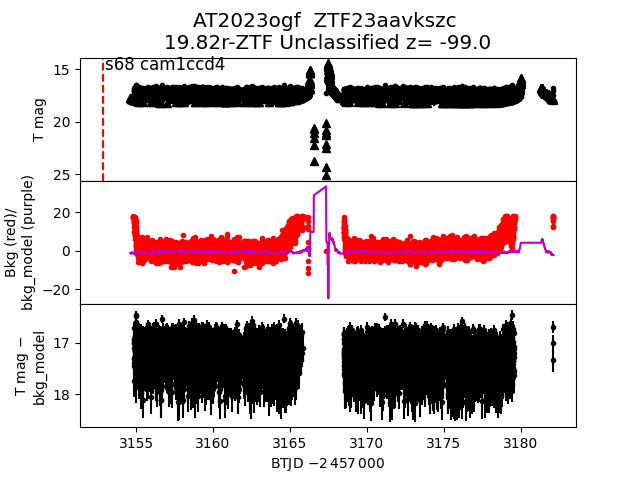 AT2023ogf  ZTF23aavkszc
19.82r-ZTF Unclassified z= -99.0
s68 cam1ccd4
T mag
15
20
25
Bkg (red)/
bkg_model (purple)
20
0
−20
T mag −
bkg_model
17
18
3155 3160 3165 3170 3175 3180
BTJD −2 457 000